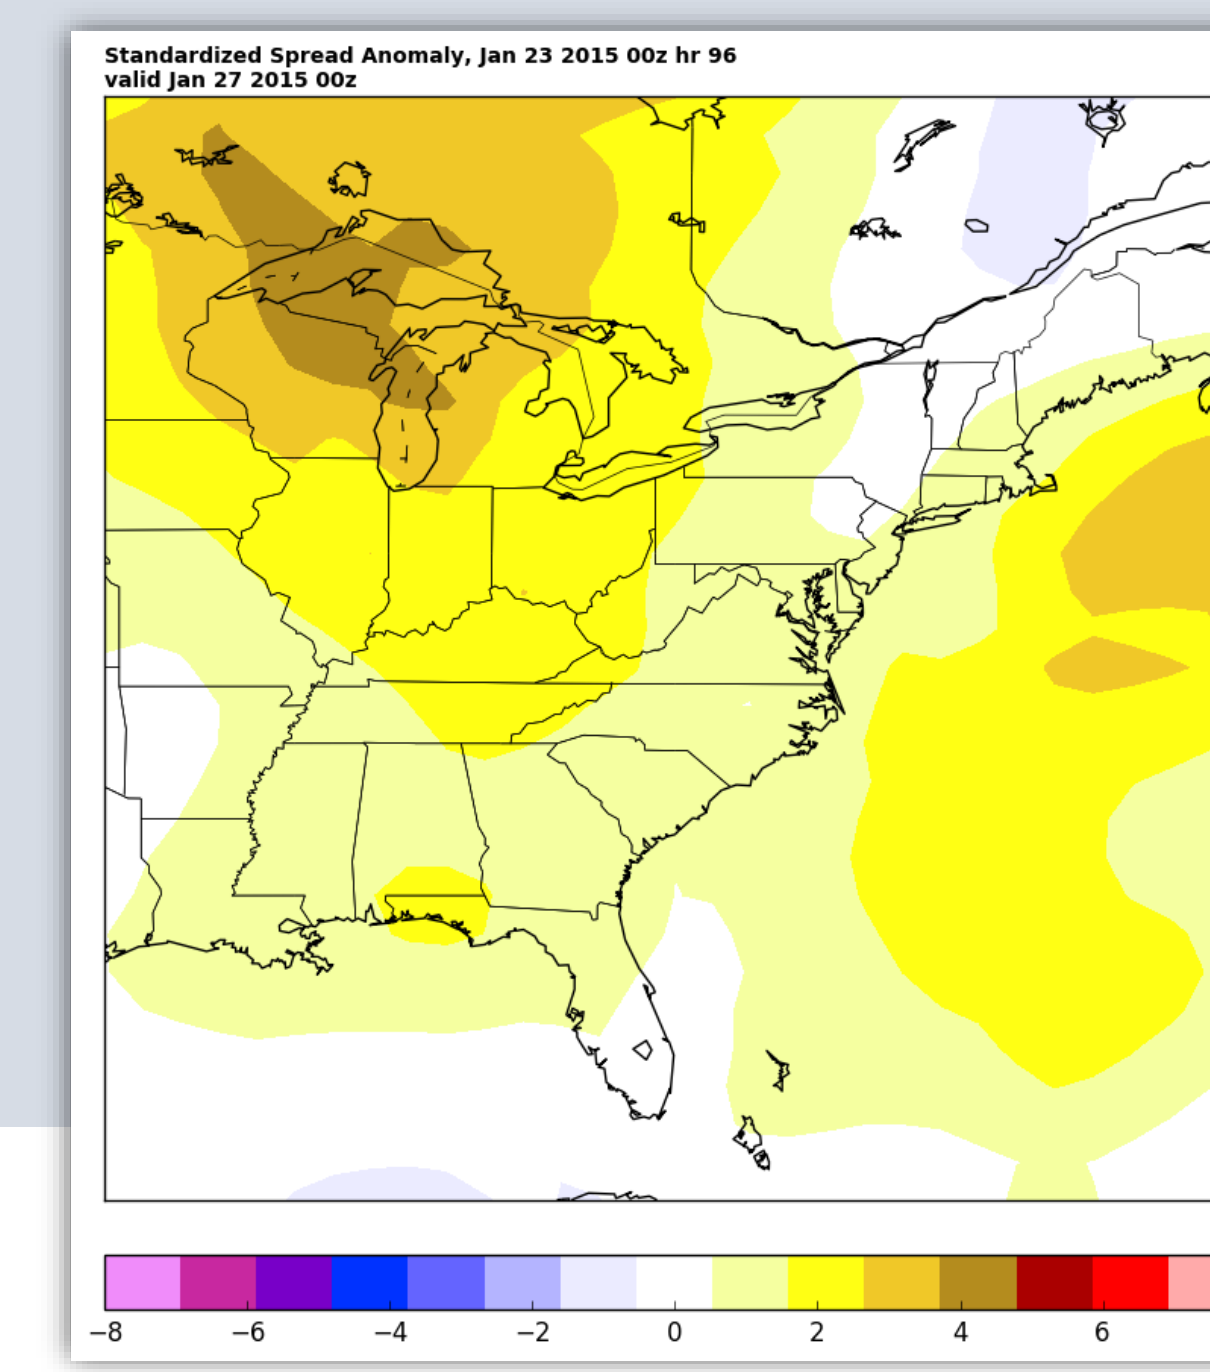 Standardized Spread Anomaly, Jan 23 2015 00z hr 96
valid Jan 27 2015 00z
−8 −6 −4 −2 0 2 4 6